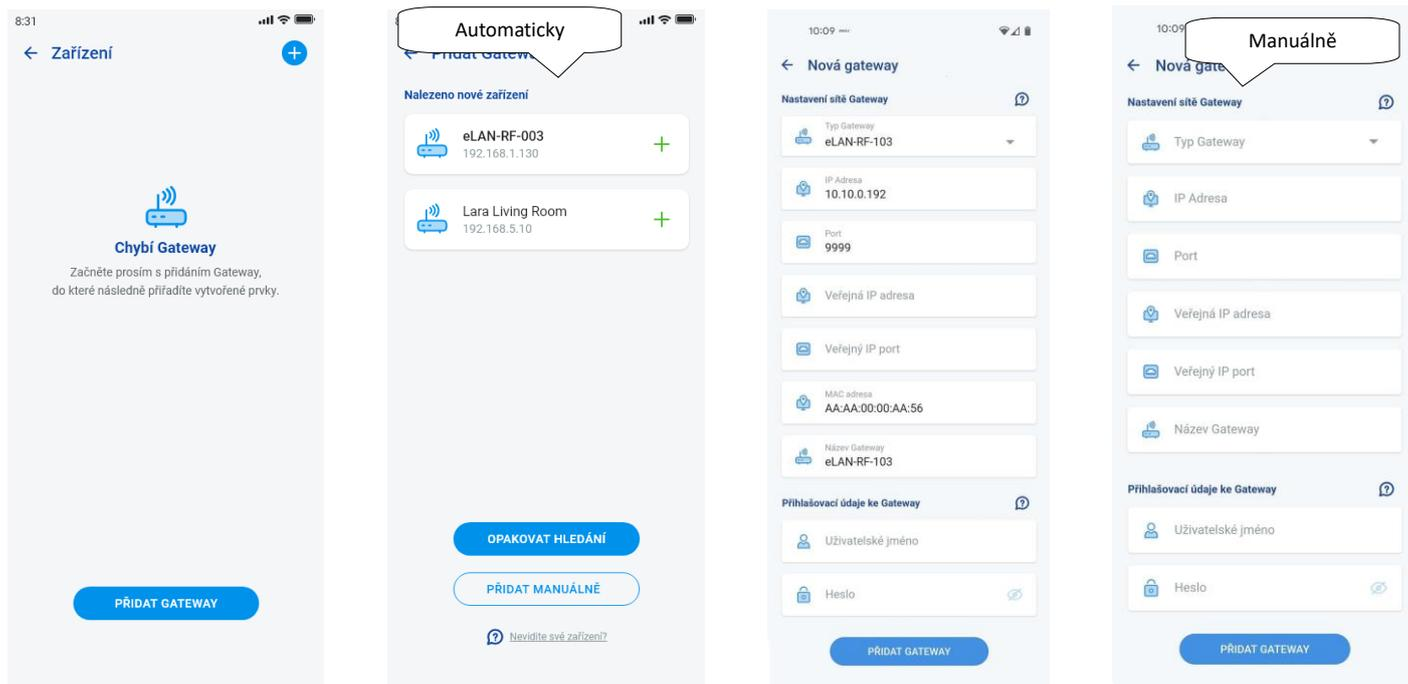 8:31
Zařízení
Chybí Gateway
Začněte prosím s přidáním Gateway,
do které následně přiřadíte vytvořené prvky.
PŘIDAT GATEWAY
Automaticky
Přidat Gatew
Nalezeno nové zařízení
eLAN-RF-003
192.168.1.130
Lara Living Room
192.168.5.10
OPAKOVAT HLEDÁNÍ
PŘIDAT MANUÁLNĚ
Nevidíte své zařízení?
10:09
Nová gateway
Nastavení sítě Gateway
Typ Gateway
eLAN-RF-103
IP Adresa
10.10.0.192
Port
9999
Veřejná IP adresa
Veřejný IP port
MAC adresa
AA:AA:00:00:AA:56
Název Gateway
eLAN-RF-103
Přihlašovací údaje ke Gateway
Uživatelské jméno
Heslo
PŘIDAT GATEWAY
10:09
Manuálně
Nová gate
Nastavení sítě Gateway
Typ Gateway
IP Adresa
Port
Veřejná IP adresa
Veřejný IP port
Název Gateway
Přihlašovací údaje ke Gateway
Uživatelské jméno
Heslo
PŘIDAT GATEWAY